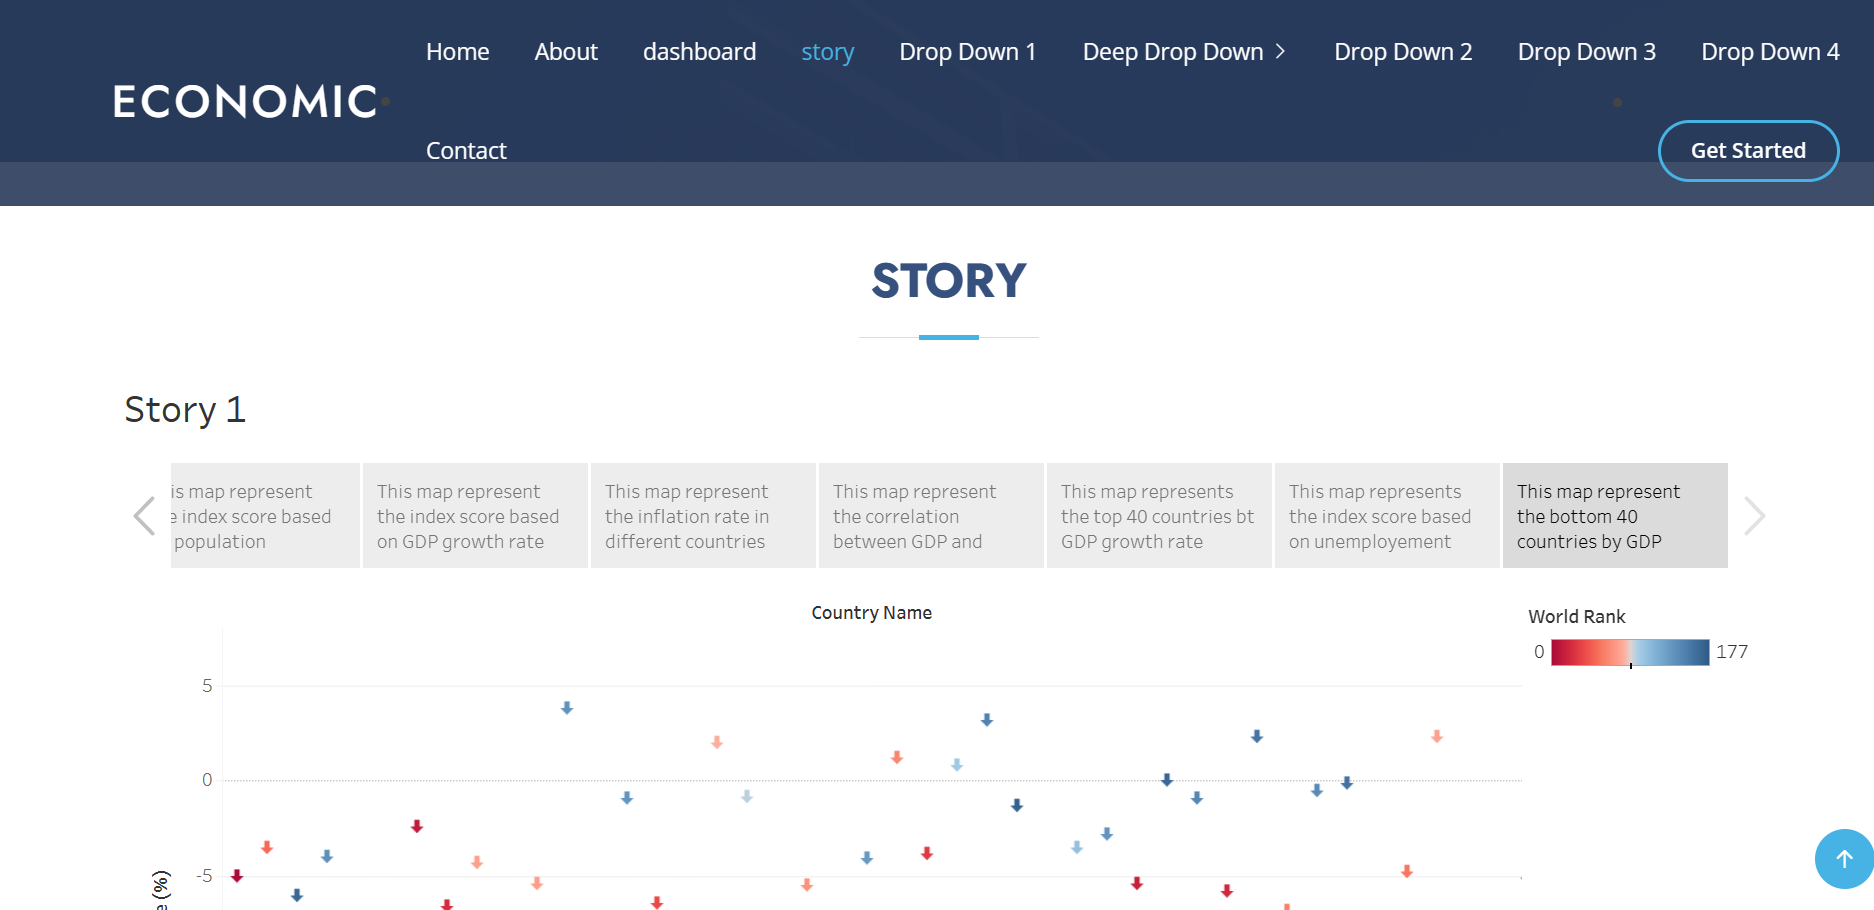 Home About dashboard story Drop Down 1 Deep Drop Down Drop Down 2 Drop Down 3 Drop Down 4
ECONOMIC
Contact
Get Started
STORY
Story 1
is map represent
e index score based
population
This map represent
the index score based
on GDP growth rate
This map represent
the inflation rate in
different countries
This map represent
the correlation
between GDP and
This map represents
the top 40 countries bt
GDP growth rate
This map represents
the index score based
on unemployement
This map represent
the bottom 40
countries by GDP
Country Name
World Rank
0 177
5
0
-5
e (%)